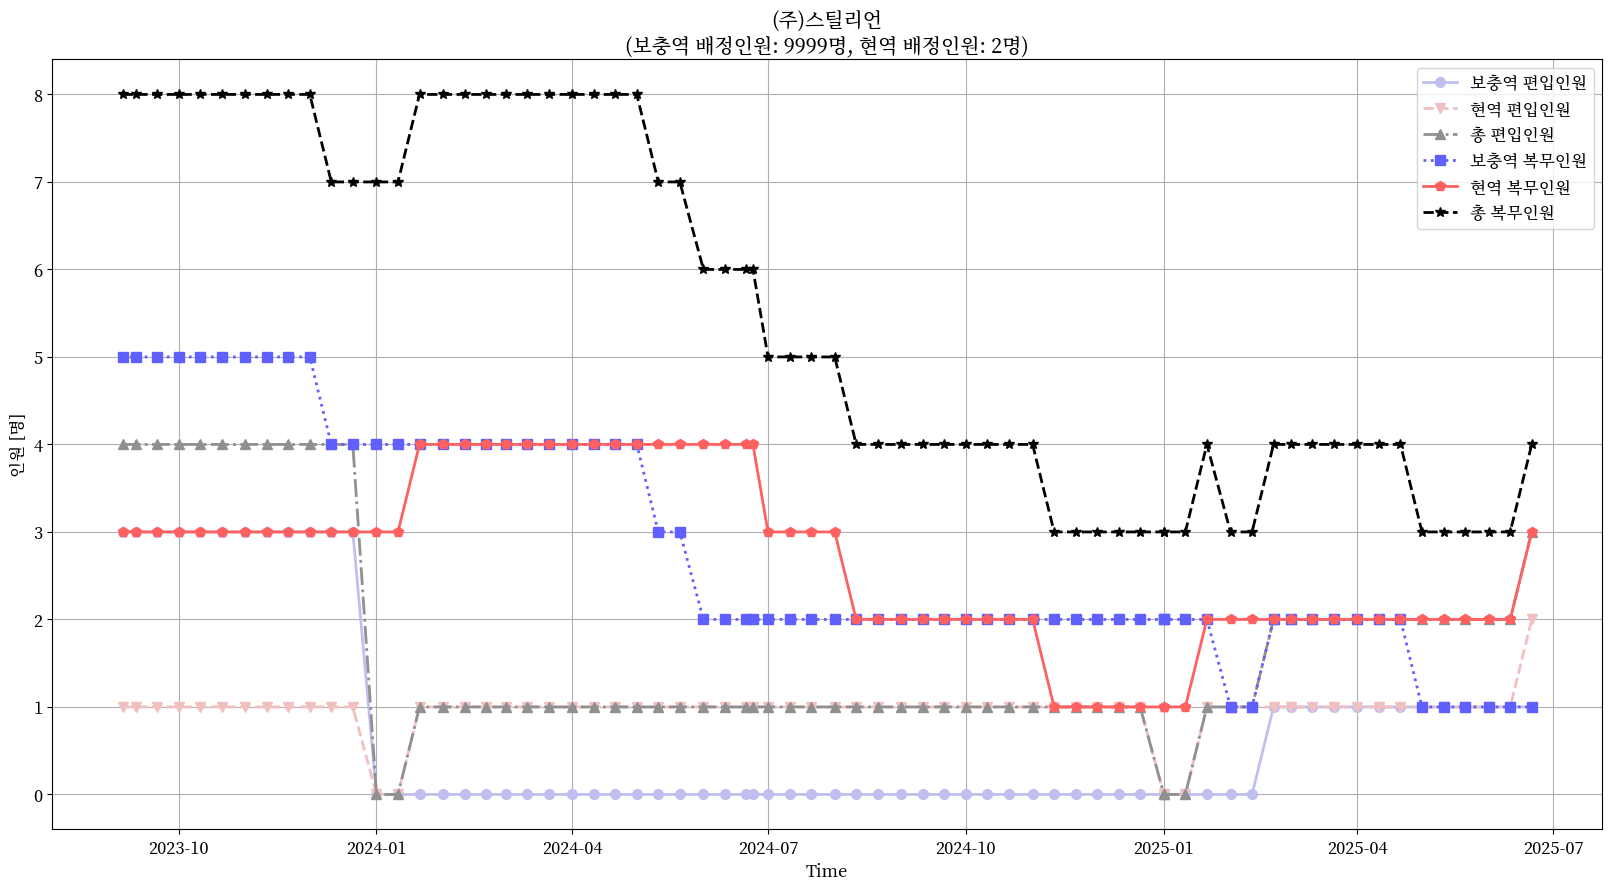 (주)스틸리언
(보충역 배정인원: 9999명, 현역 배정인원: 2명)
보충역 편입인원
현역 편입인원
총 편입인원
보충역 복무인원
현역 복무인원
총 복무인원
인원 [명]
8
7
6
5
4
3
2
1
0
2023-10
2024-01
2024-04
2024-07
2024-10
2025-01
2025-04
2025-07
Time